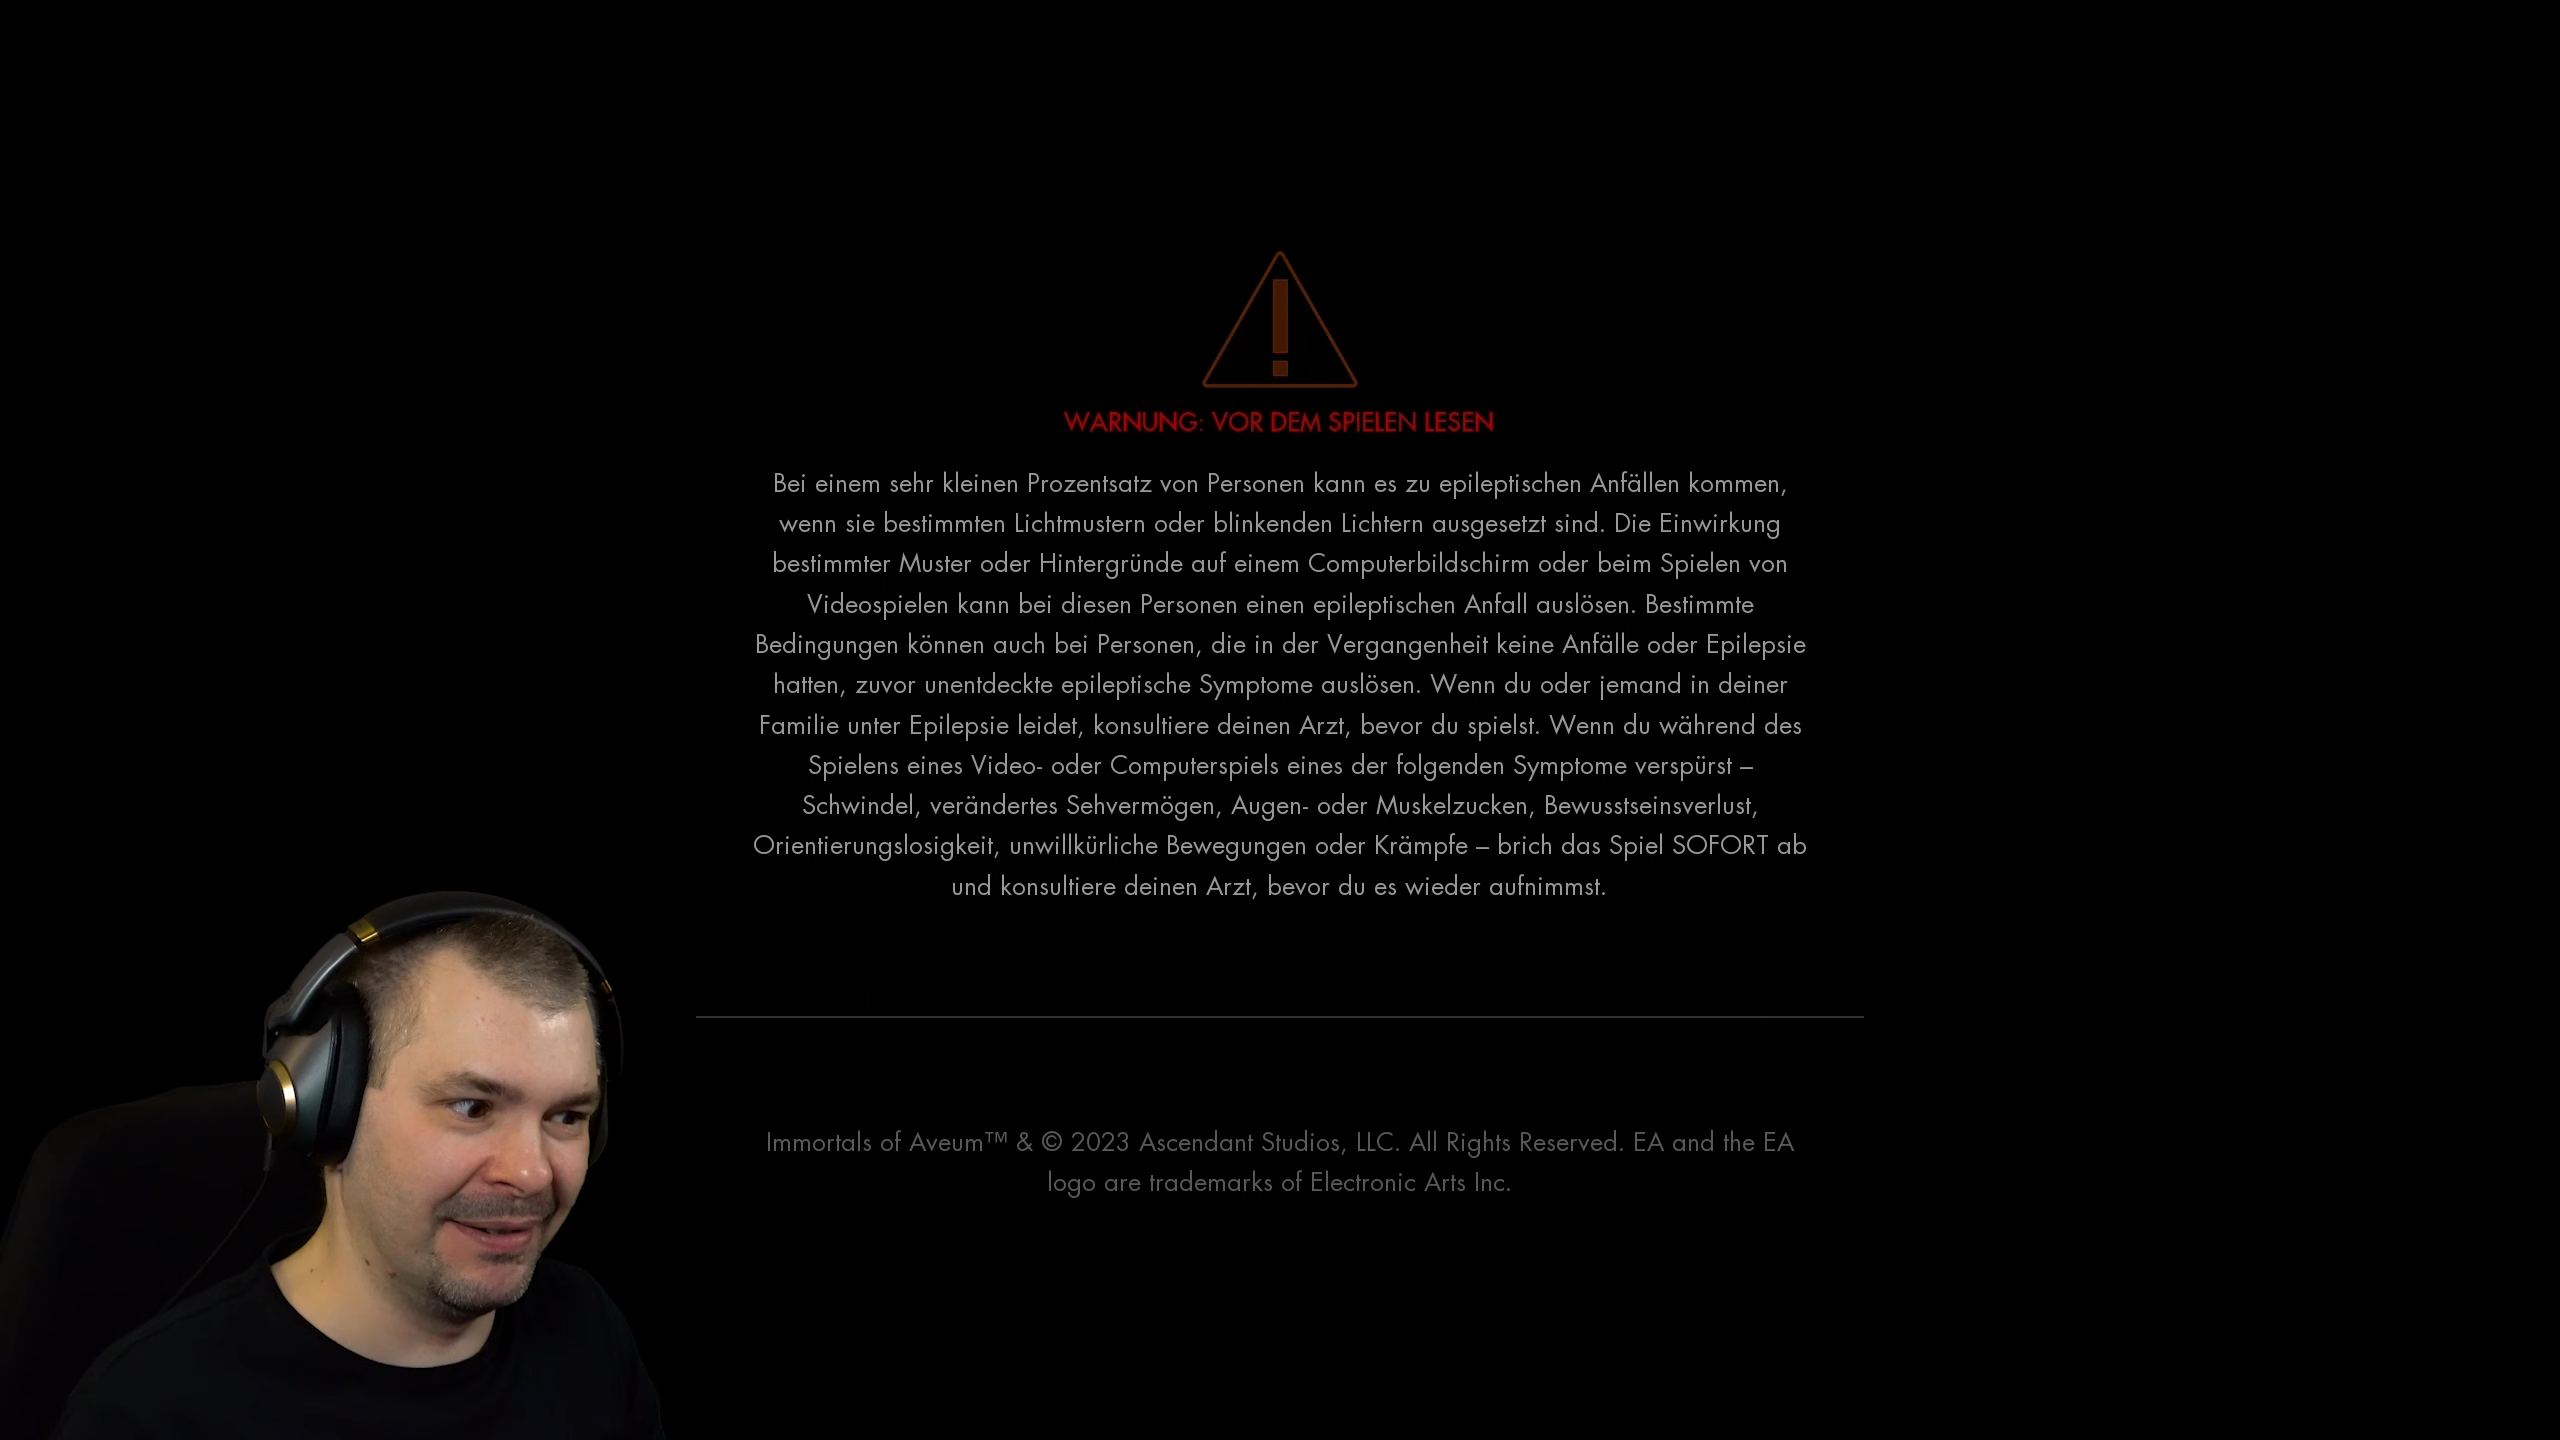 WARNUNG: VOR DEM SPIELEN LESEN
Bei einem sehr kleinen Prozentsatz von Personen kann es zu epileptischen Anfällen kommen,
wenn sie bestimmten Lichtmustern oder blinkenden Lichtern ausgesetzt sind. Die Einwirkung
bestimmter Muster oder Hintergründe auf einem Computerbildschirm oder beim Spielen von
Videospielen kann bei diesen Personen einen epileptischen Anfall auslösen. Bestimmte
Bedingungen können auch bei Personen, die in der Vergangenheit keine Anfälle oder Epilepsie
hatten, zuvor unentdeckte epileptische Symptome auslösen. Wenn du oder jemand in deiner
Familie unter Epilepsie leidet, konsultiere deinen Arzt, bevor du spielst. Wenn du während des
Spielens eines Video- oder Computerspiels eines der folgenden Symptome verspürst –
Schwindel, verändertes Sehvermögen, Augen- oder Muskelzucken, Bewusstseinsverlust,
Orientierungslosigkeit, unwillkürliche Bewegungen oder Krämpfe – brich das Spiel SOFORT ab
und konsultiere deinen Arzt, bevor du es wieder aufnimmst.
Immortals of Aveum™ & © 2023 Ascendant Studios, LLC. All Rights Reserved. EA and the EA
logo are trademarks of Electronic Arts Inc.